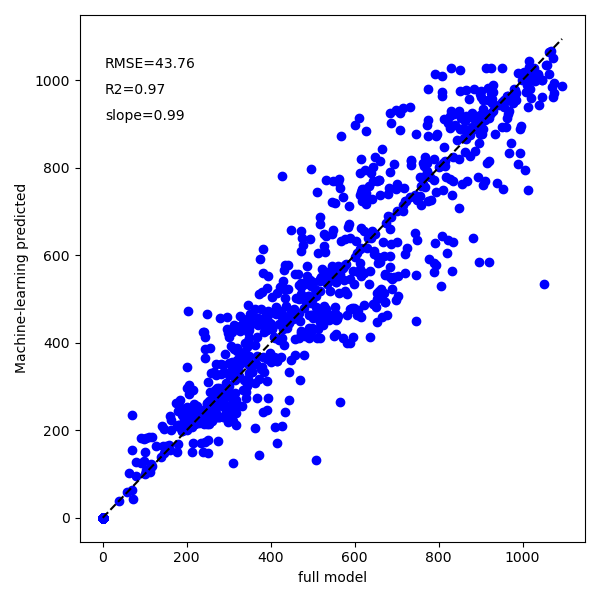 RMSE=43.76
R2=0.97
slope=0.99
1000
800
600
400
200
0
Machine-learning predicted
0 200 400 600 800 1000
full model